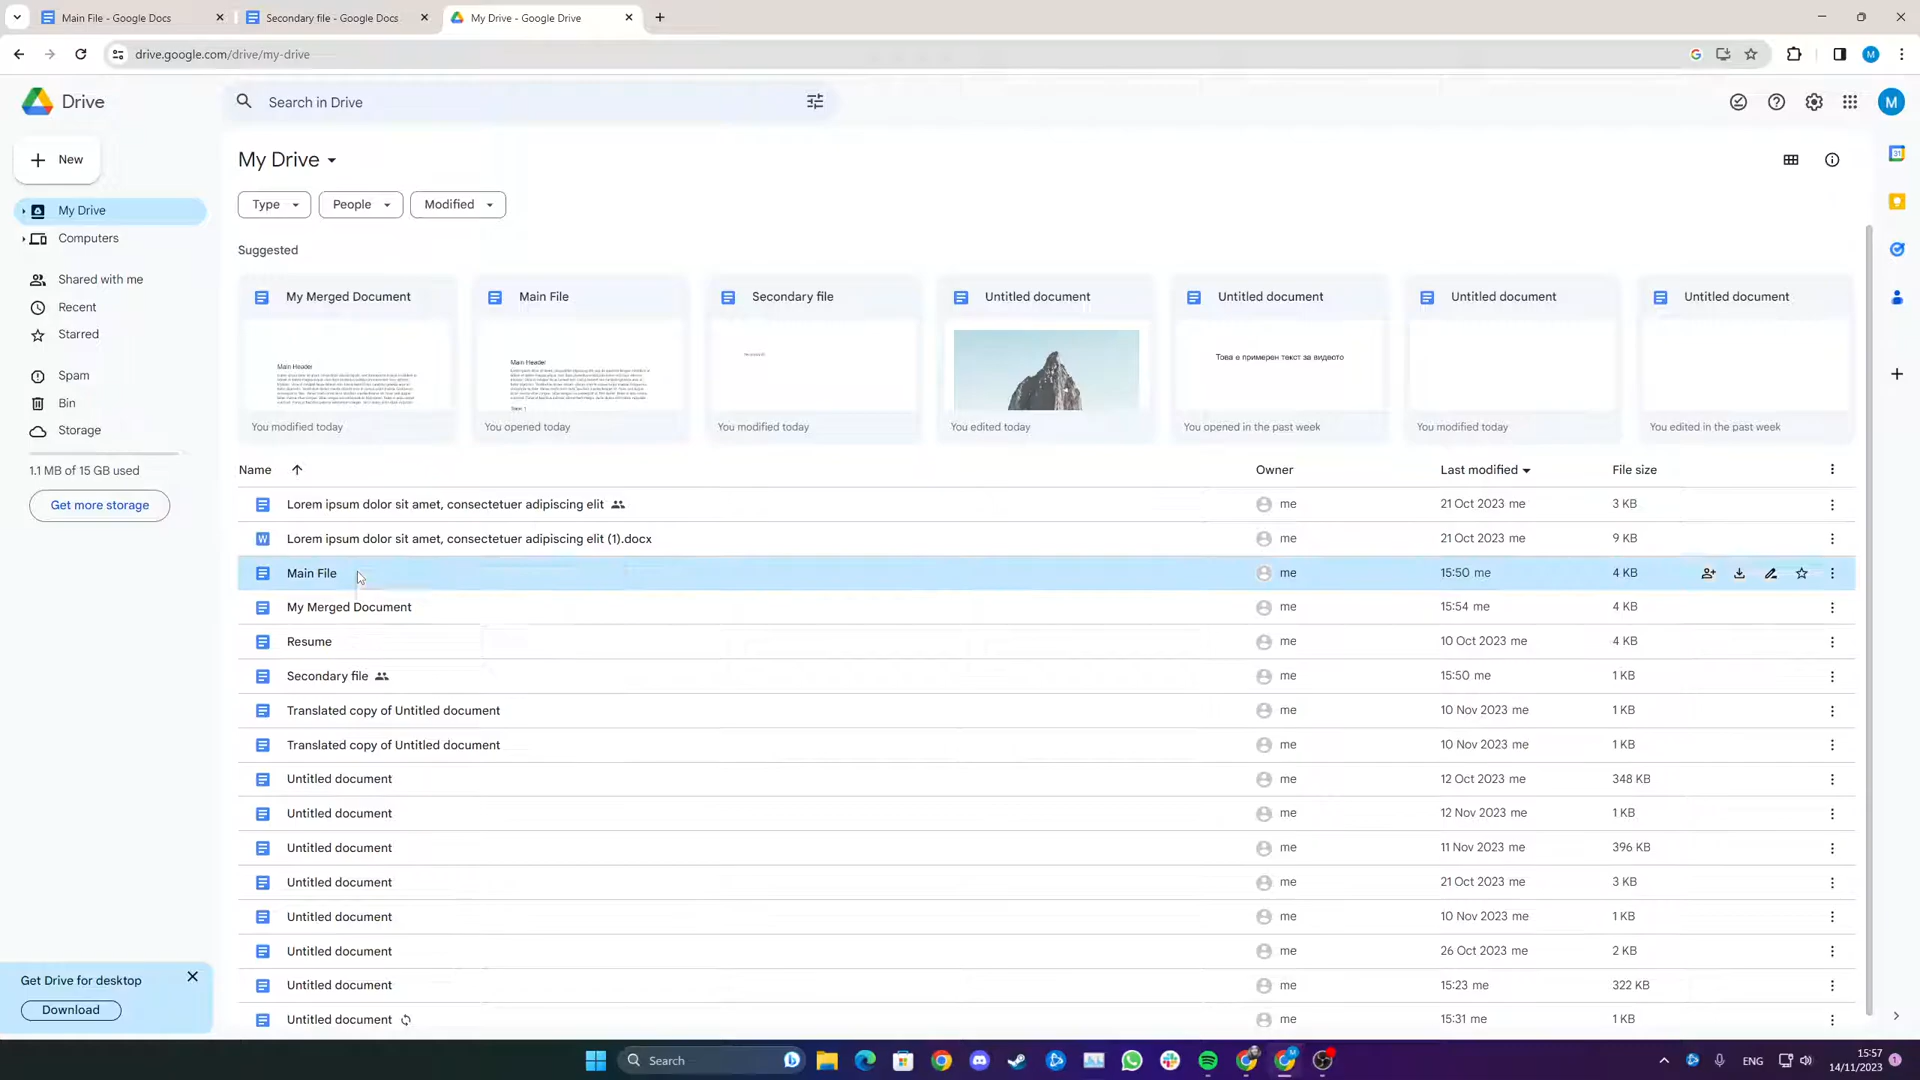 Main File - Google Docs
Secondary file - Google Docs
My Drive - Google Drive
drive.google.com/drive/my-drive
M
Drive
Search in Drive
M
New
My Drive
Type
People
Modified
My Drive
Computers
Shared with me
Recent
Starred
Spam
Bin
Storage
1.1 MB of 15 GB used
Get more storage
Suggested
My Merged Document
Main Header
You modified today
Main File
Main Header
You opened today
Secondary file
You modified today
Untitled document
You edited today
Untitled document
Това е примерен текст за видеото
You opened in the past week
Untitled document
You modified today
Untitled document
You edited in the past week
Name Owner Last modified File size
Lorem ipsum dolor sit amet, consectetuer adipiscing elit me 21 Oct 2023 me 3 KB
Lorem ipsum dolor sit amet, consectetuer adipiscing elit (1).docx me 21 Oct 2023 me 9 KB
Main File me 15:50 me 4 KB
My Merged Document me 15:54 me 4 KB
Resume me 10 Oct 2023 me 4 KB
Secondary file me 15:50 me 1 KB
Translated copy of Untitled document me 10 Nov 2023 me 1 KB
Translated copy of Untitled document me 10 Nov 2023 me 1 KB
Untitled document me 12 Oct 2023 me 348 KB
Untitled document me 12 Nov 2023 me 1 KB
Untitled document me 11 Nov 2023 me 396 KB
Untitled document me 21 Oct 2023 me 3 KB
Untitled document me 10 Nov 2023 me 1 KB
Untitled document me 26 Oct 2023 me 2 KB
Untitled document me 15:23 me 322 KB
Untitled document me 15:31 me 1 KB
Get Drive for desktop
Download
Search
ENG
15:57
14/11/2023